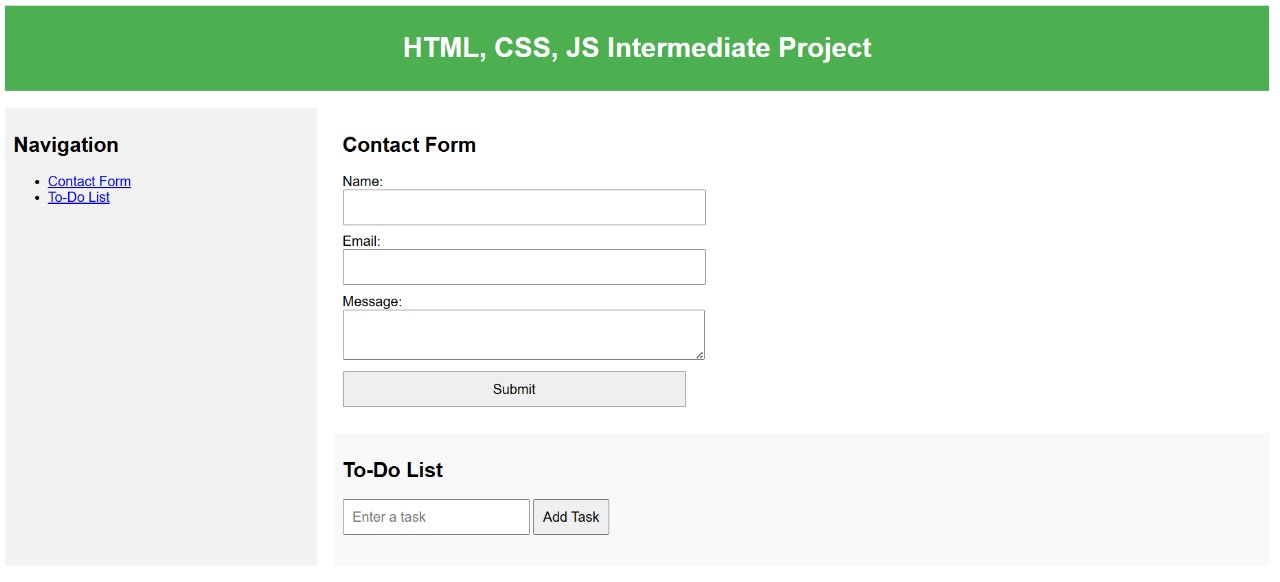 HTML, CSS, JS Intermediate Project
Navigation
Contact Form
To-Do List
Contact Form
Name:
Email:
Message:
Submit
To-Do List
Enter a task
Add Task